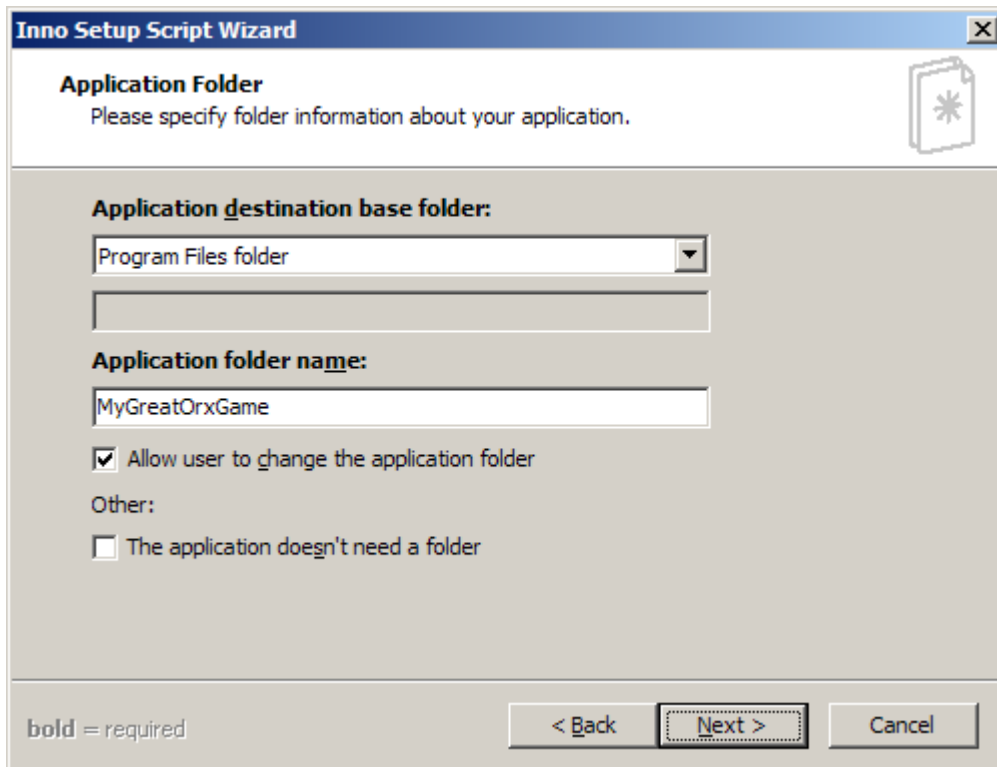 Inno Setup Script Wizard
Application Folder
Please specify folder information about your application.
Application destination base folder:
Program Files folder
Application folder name:
MyGreatOrxGame
Allow user to change the application folder
Other:
The application doesn't need a folder
bold = required
< Back Next > Cancel